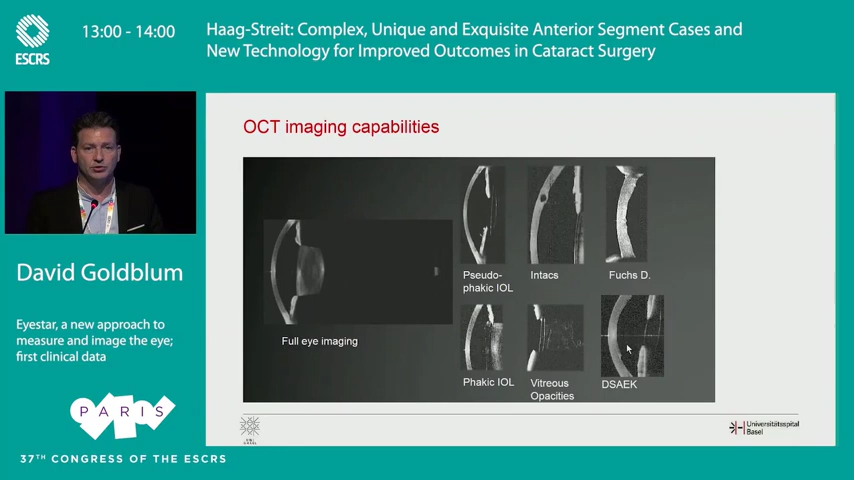 ESCRS
13:00 - 14:00
Haag-Streit: Complex, Unique and Exquisite Anterior Segment Cases and
New Technology for Improved Outcomes in Cataract Surgery
OCT imaging capabilities
Full eye imaging
Pseudo-
phakic IOL
Intacs
Fuchs D.
Phakic IOL
Vitreous
Opacities
DSAEK
Universitätsspital
Basel
David Goldblum
Eyestar, a new approach to
measure and image the eye;
first clinical data
PARIS
37TH CONGRESS OF THE ESCRS